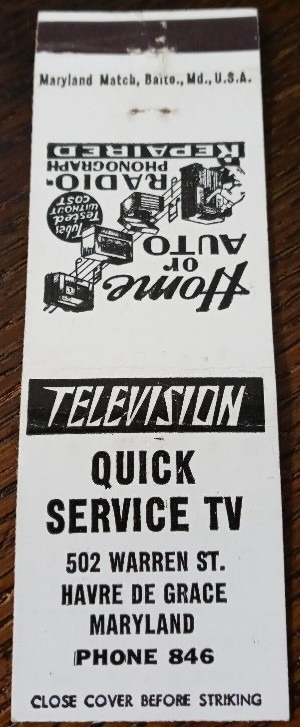 Maryland Match, Balto., Md., U.S.A.
Home
or
AUTO
RADIO-
PHONOGRAPH
REPAIRED
Tubes
Tested
WITHOUT
COST
TELEVISION
QUICK
SERVICE TV
502 WARREN ST.
HAVRE DE GRACE
MARYLAND
PHONE 846
CLOSE COVER BEFORE STRIKING